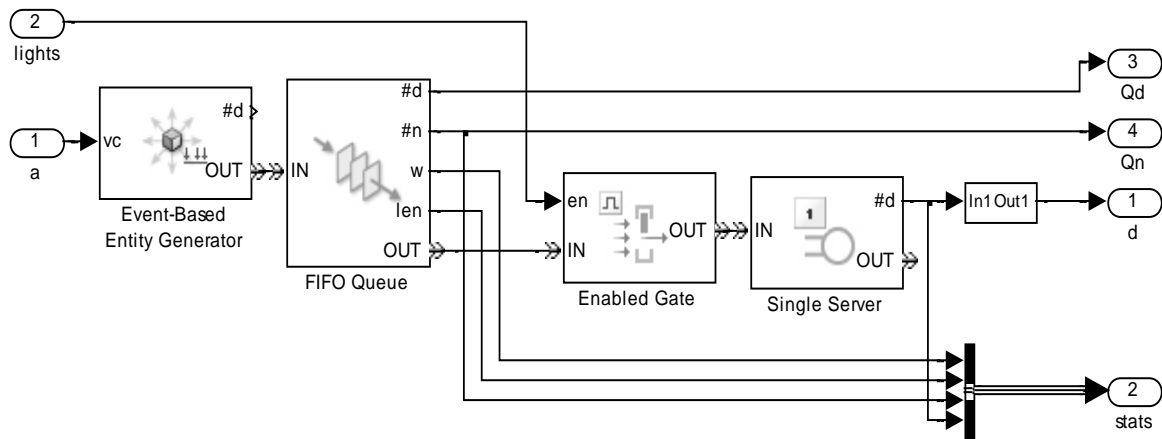 2
lights
1
a
vc
#d
OUT
Event-Based
Entity Generator
IN
#d
#n
w
len
OUT
FIFO Queue
en
IN
OUT
Enabled Gate
IN
1
#d
OUT
Single Server
In1 Out1
3
Qd
4
Qn
1
d
2
stats